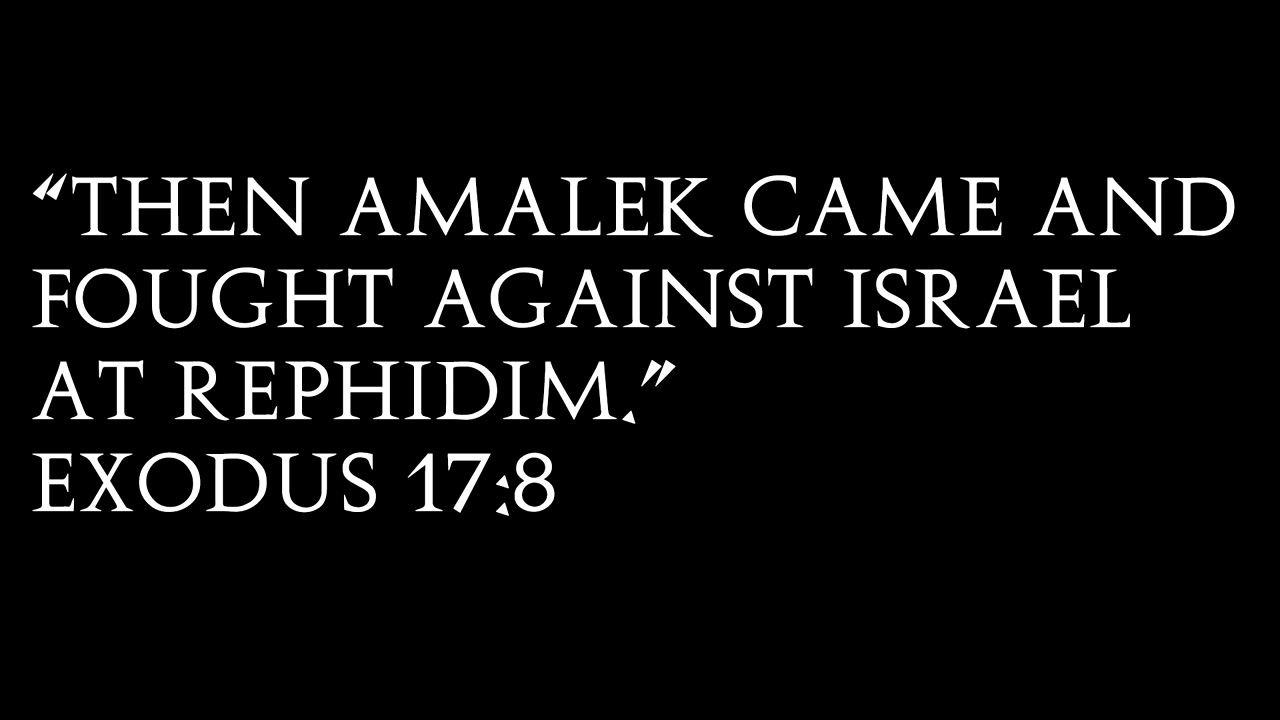 “THEN AMALEK CAME AND
FOUGHT AGAINST ISRAEL
AT REPHIDIM.”
EXODUS 17:8